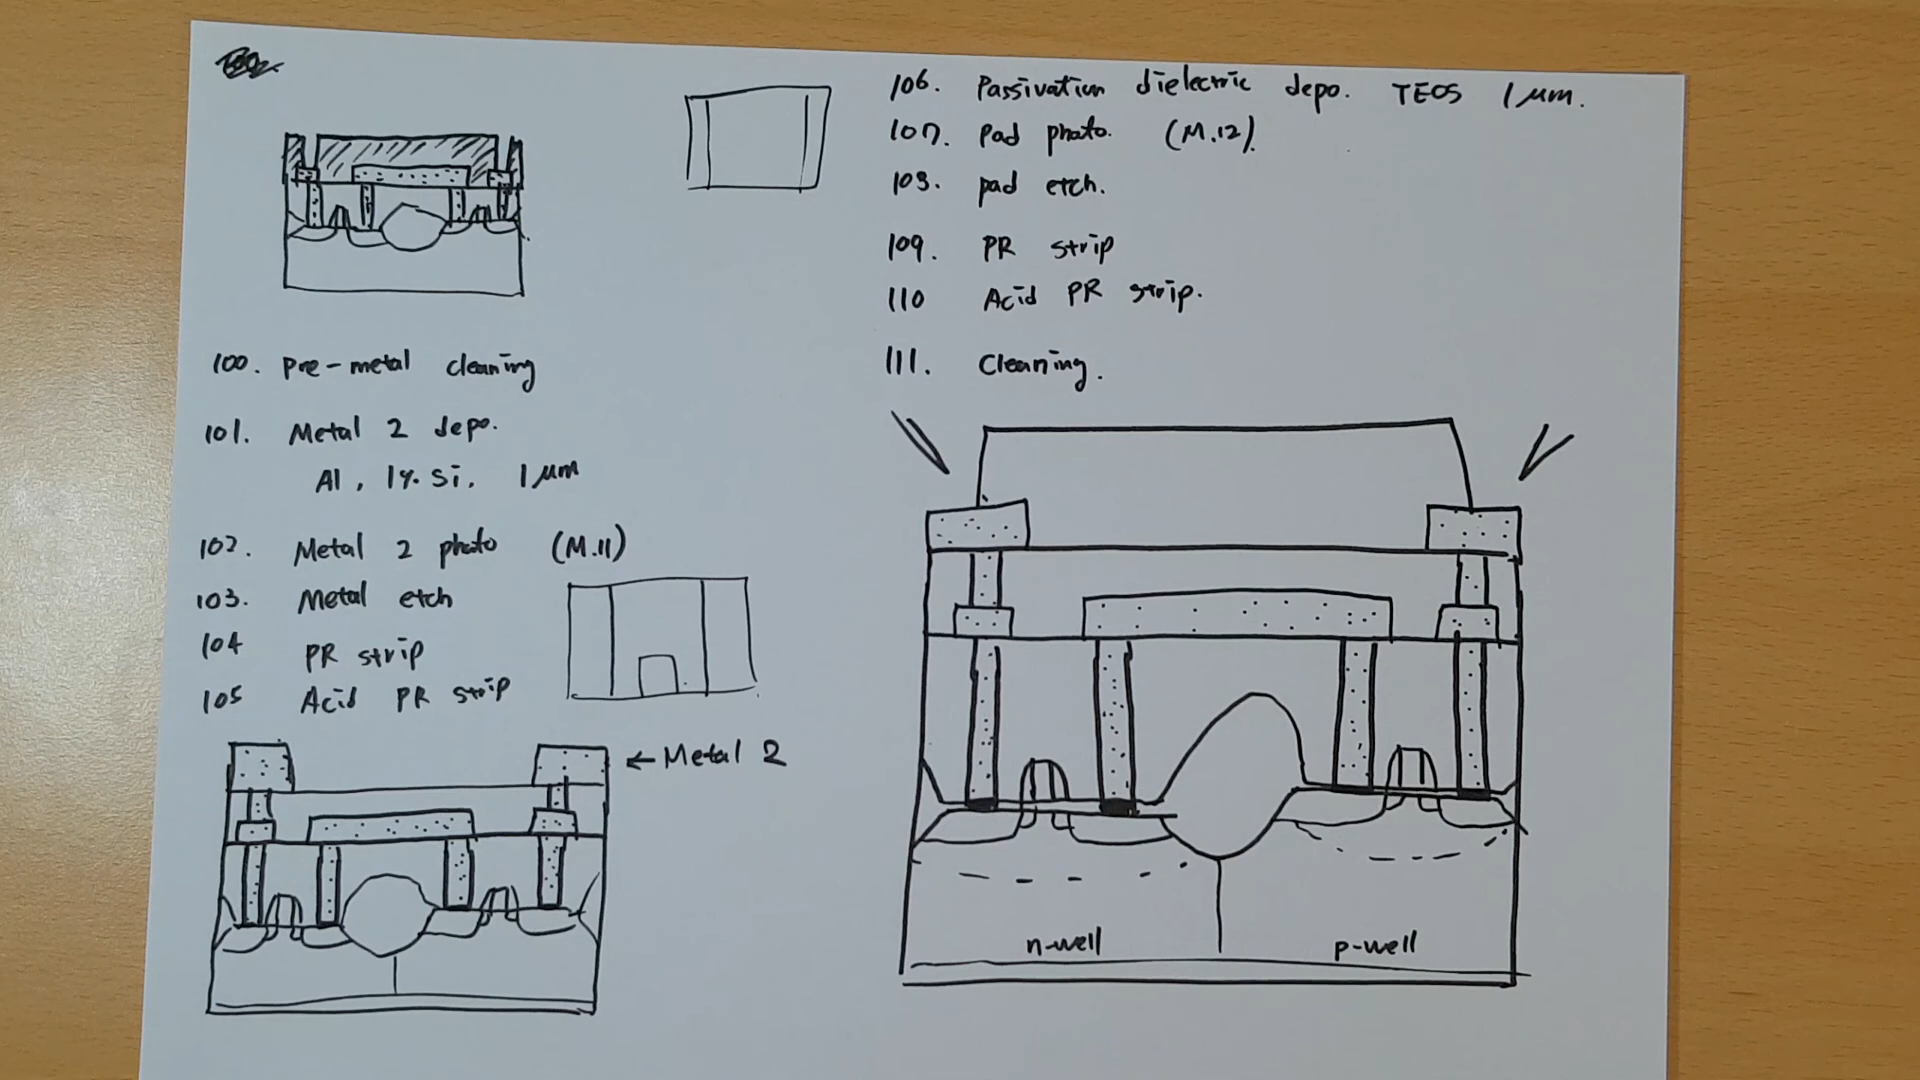 100. pre-metal cleaning
101. Metal 2 depo.
Al, 1% Si. 1 μm
102. Metal 2 photo (M.11)
103. Metal etch
104 PR strip
105 Acid PR strip
← Metal 2
106. Passivation dielectric depo. TEOS 1 μm.
107. Pad photo. (M.12).
108. pad etch.
109. PR strip
110 Acid PR strip.
111. Cleaning.
n-well p-well